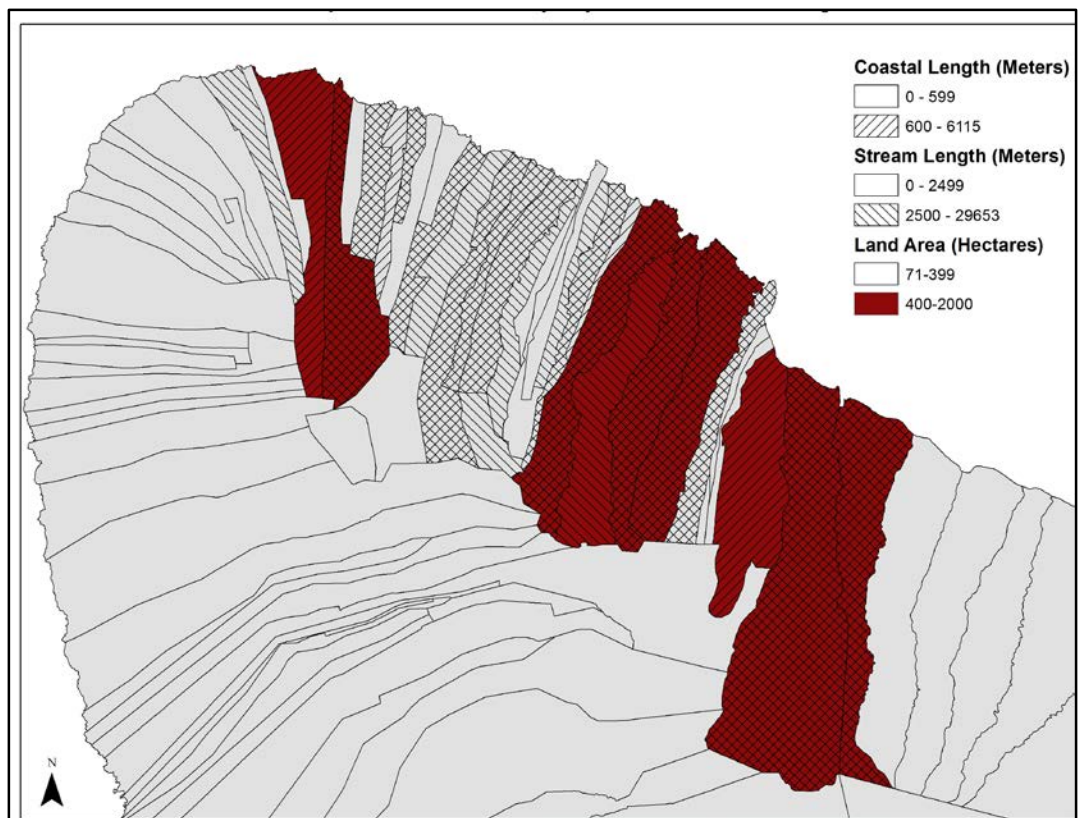 Coastal Length (Meters)
0 - 599
600 - 6115
Stream Length (Meters)
0 - 2499
2500 - 29653
Land Area (Hectares)
71-399
400-2000
N